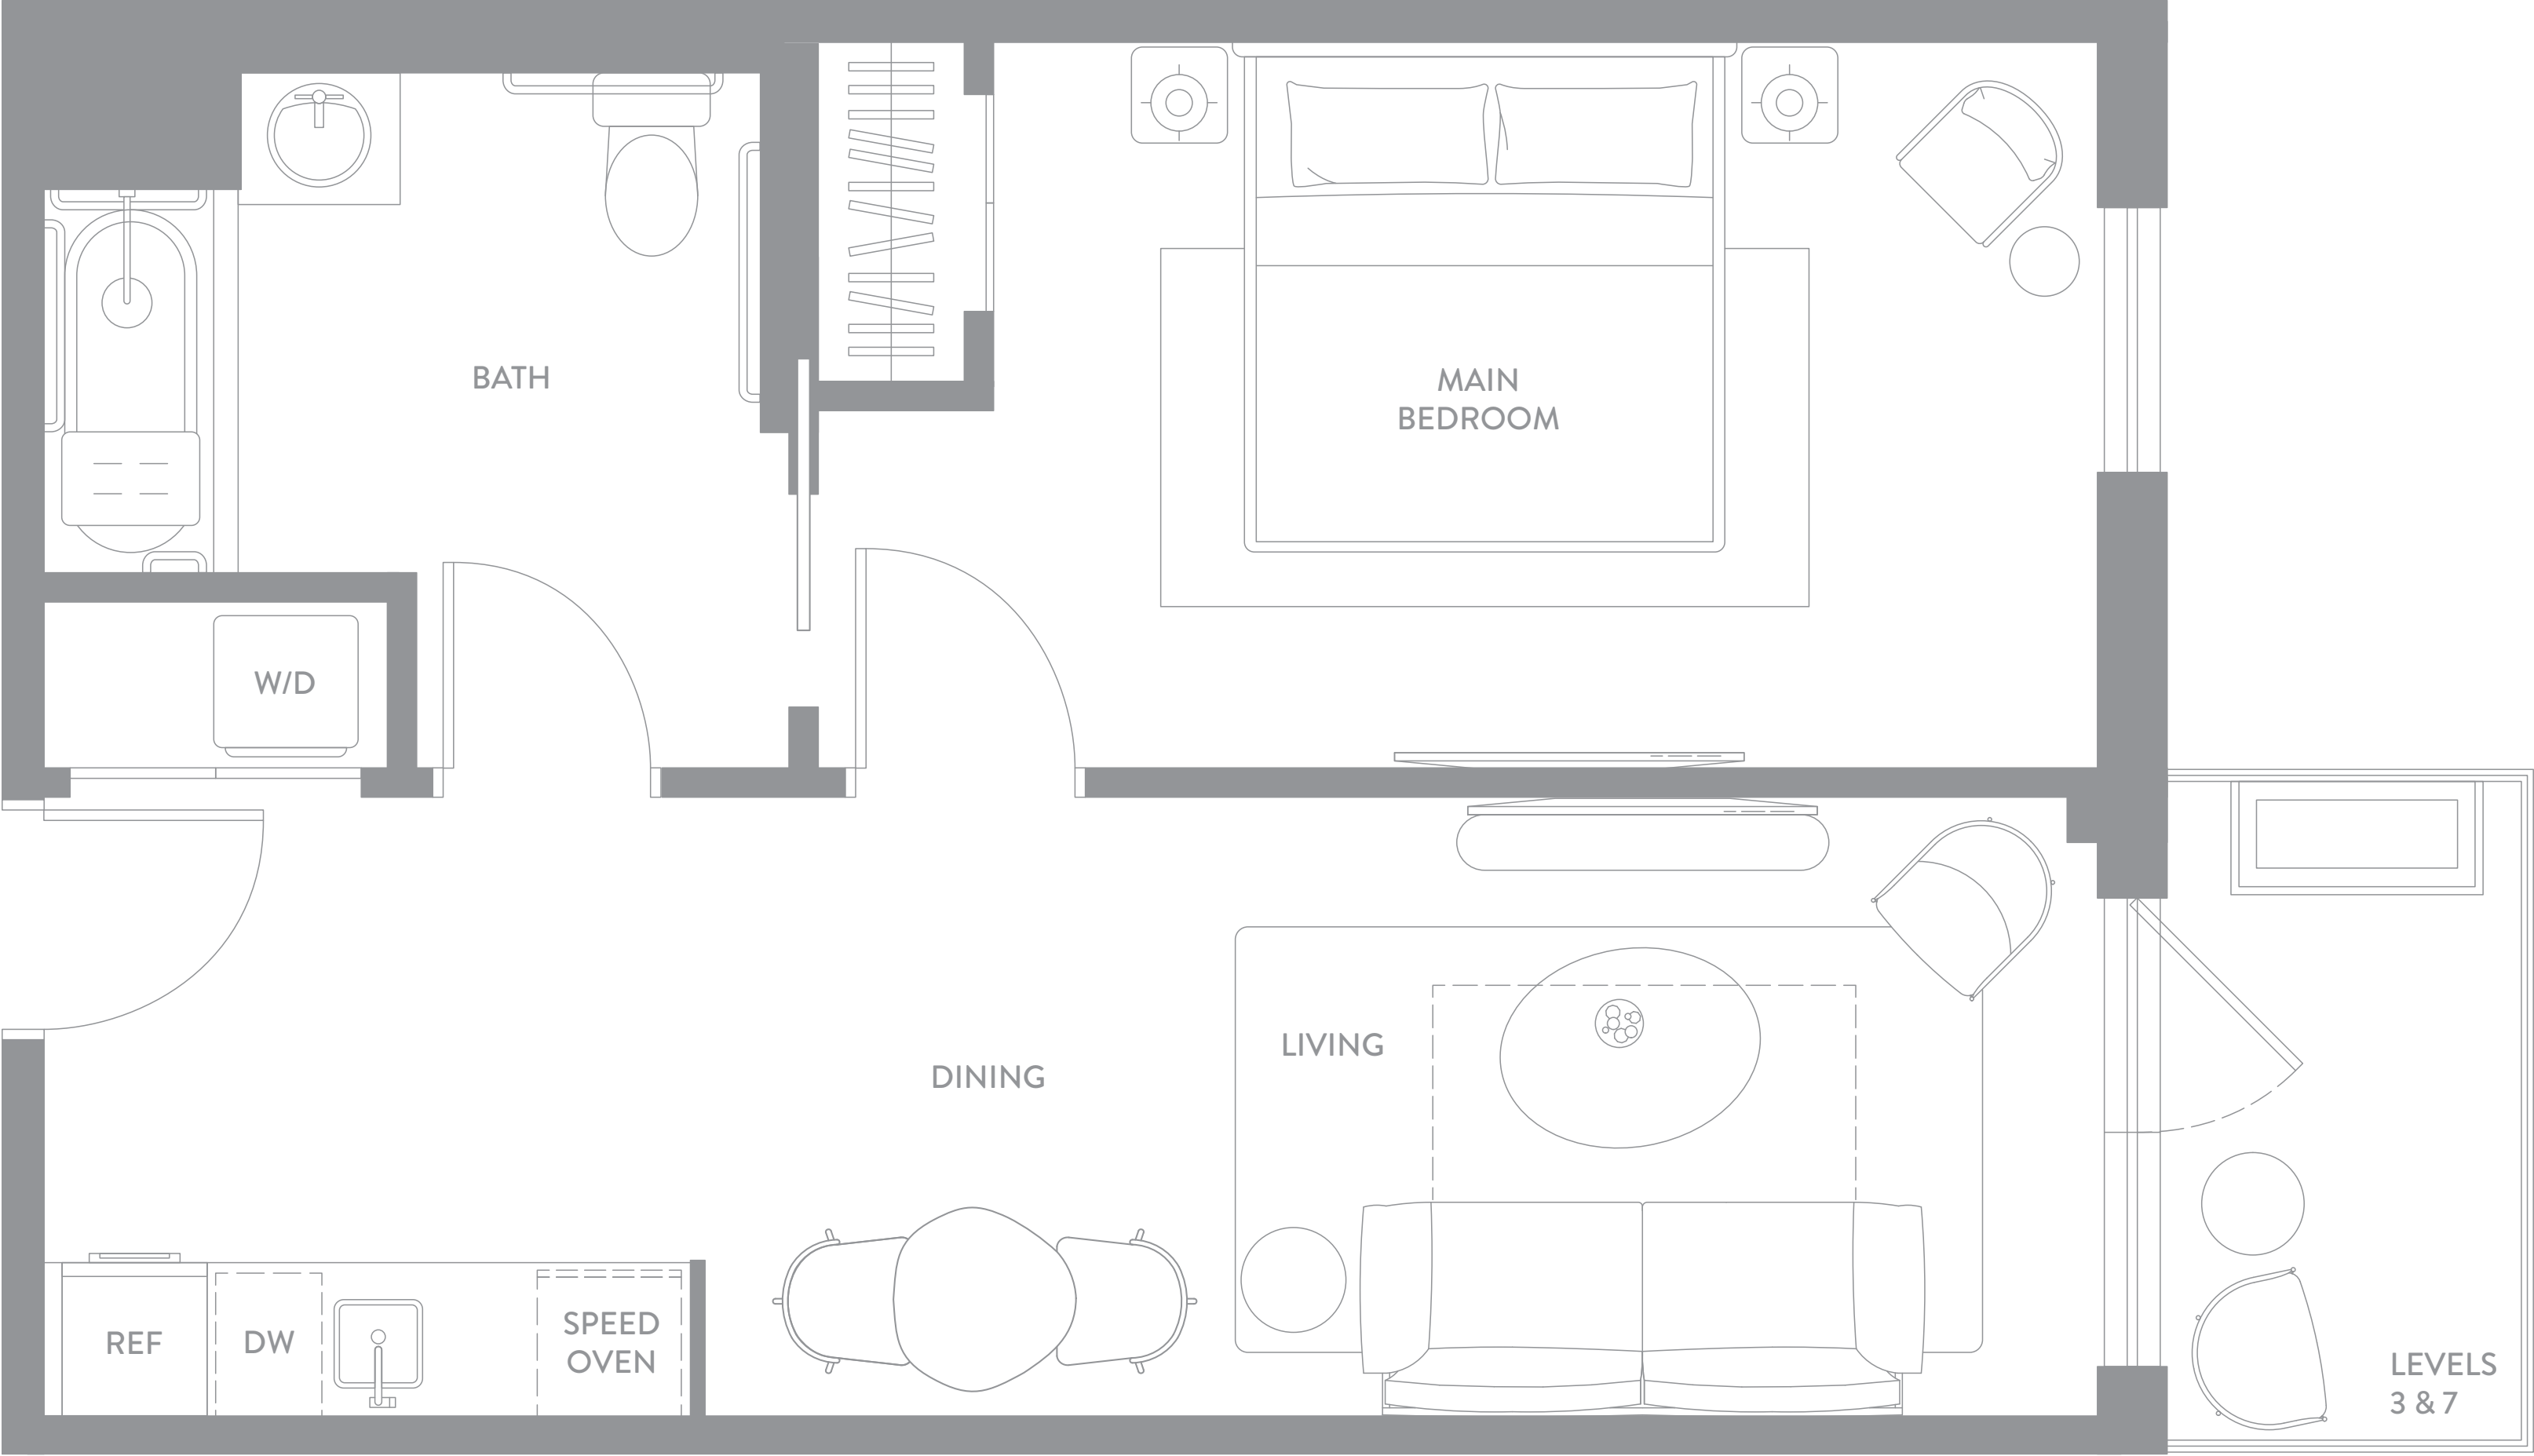 BATH
MAIN
BEDROOM
W/D
LIVING
DINING
REF
DW
SPEED
OVEN
LEVELS
3 & 7